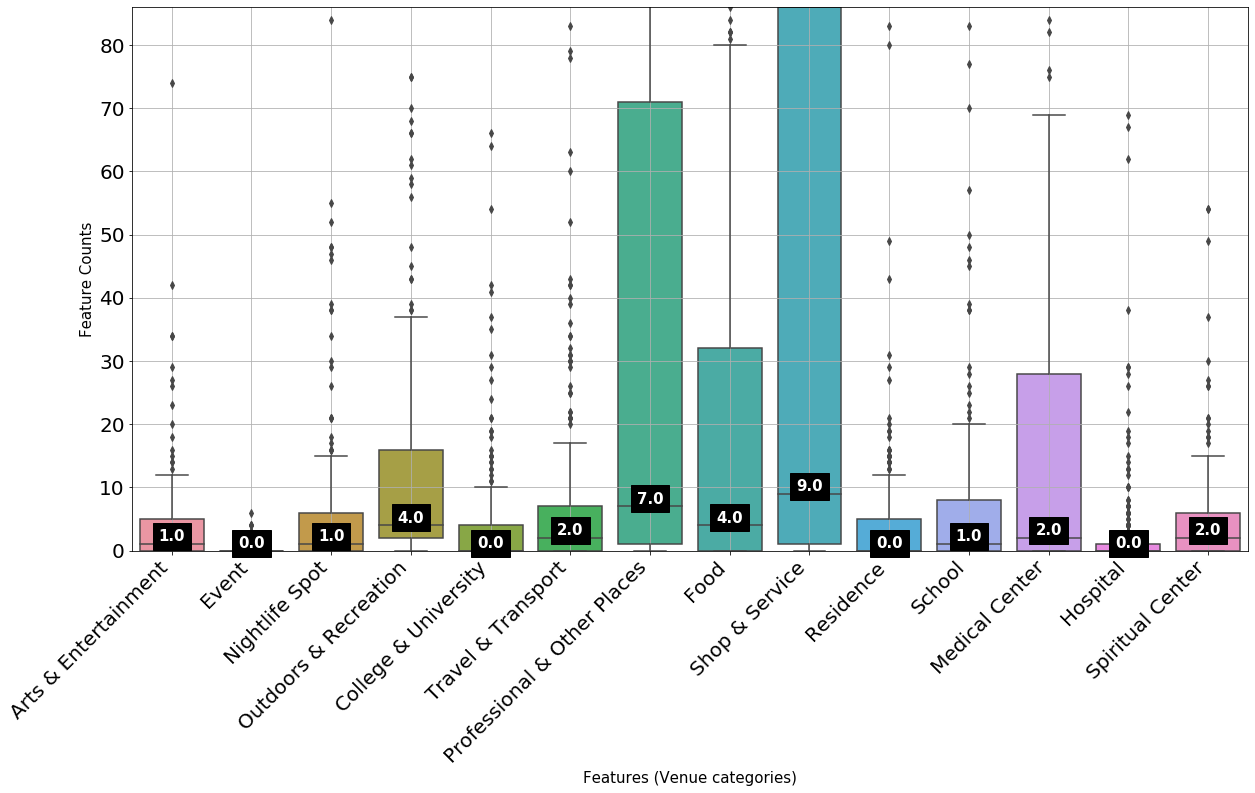 Feature Counts
80
70
60
50
40
30
20
10
0
1.0
0.0
1.0
4.0
0.0
2.0
7.0
4.0
9.0
0.0
1.0
2.0
0.0
2.0
Arts & Entertainment
Event
Nightlife Spot
Outdoors & Recreation
College & University
Travel & Transport
Professional & Other Places
Food
Shop & Service
Residence
School
Medical Center
Hospital
Spiritual Center
Features (Venue categories)